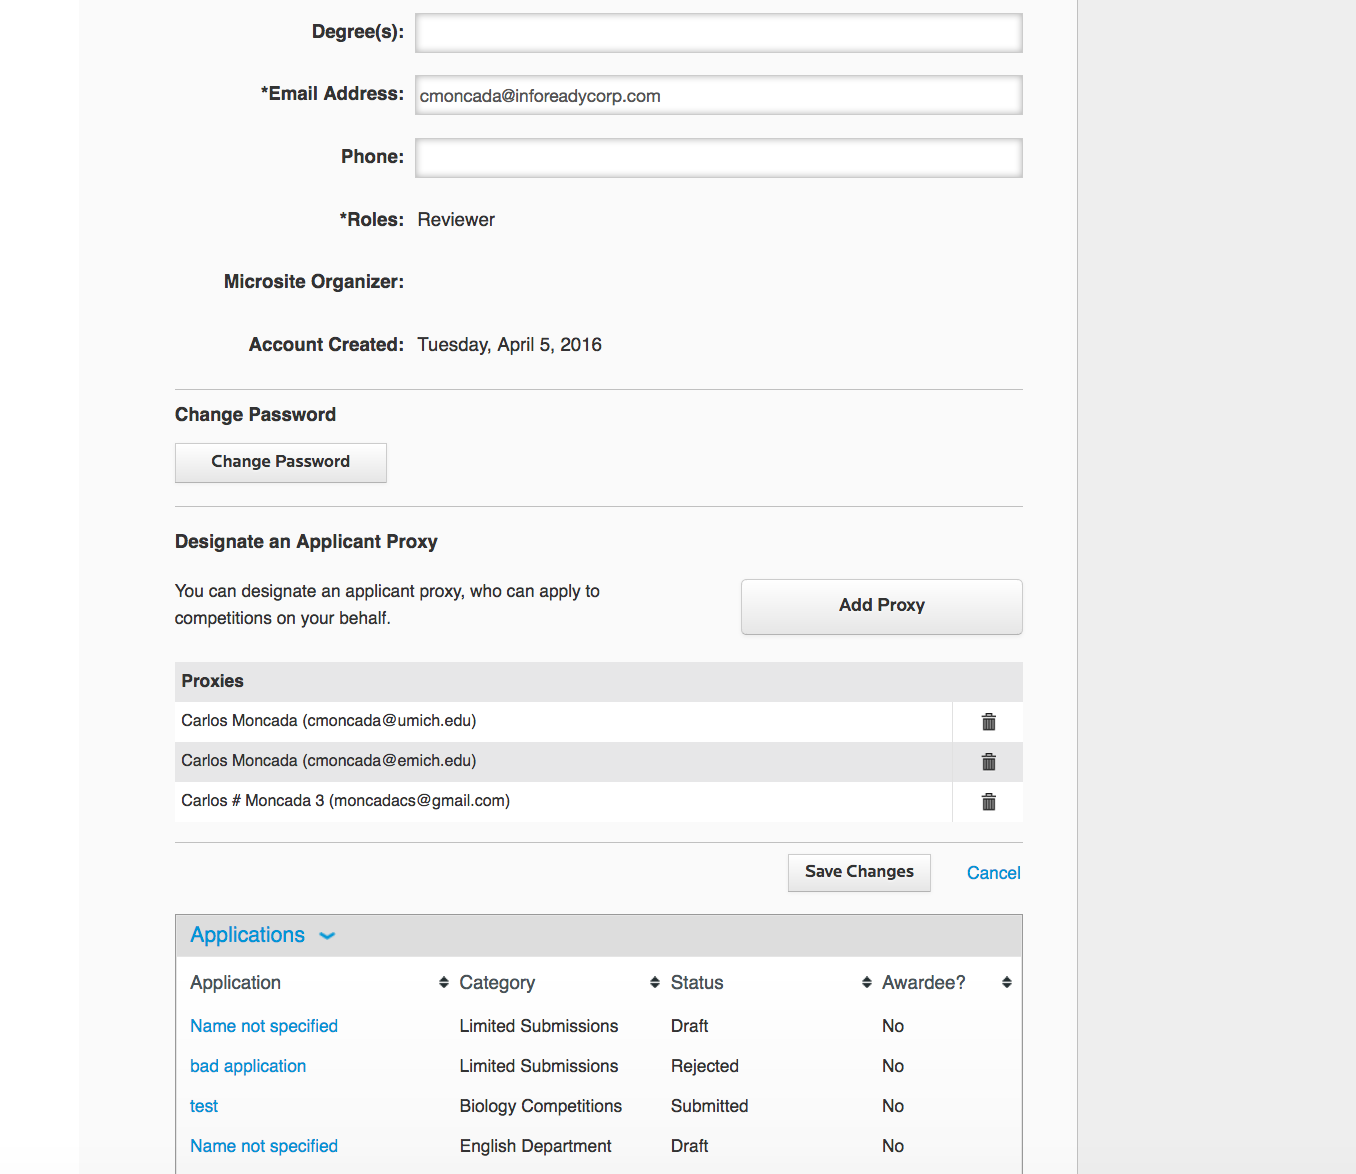 Degree(s):
*Email Address: cmoncada@inforeadycorp.com
Phone:
*Roles: Reviewer
Microsite Organizer:
Account Created: Tuesday, April 5, 2016
Change Password
Change Password
Designate an Applicant Proxy
You can designate an applicant proxy, who can apply to
competitions on your behalf.
Add Proxy
Proxies
Carlos Moncada (cmoncada@umich.edu)
Carlos Moncada (cmoncada@emich.edu)
Carlos # Moncada 3 (moncadacs@gmail.com)
Save Changes Cancel
Applications
Application Category Status Awardee?
Name not specified Limited Submissions Draft No
bad application Limited Submissions Rejected No
test Biology Competitions Submitted No
Name not specified English Department Draft No